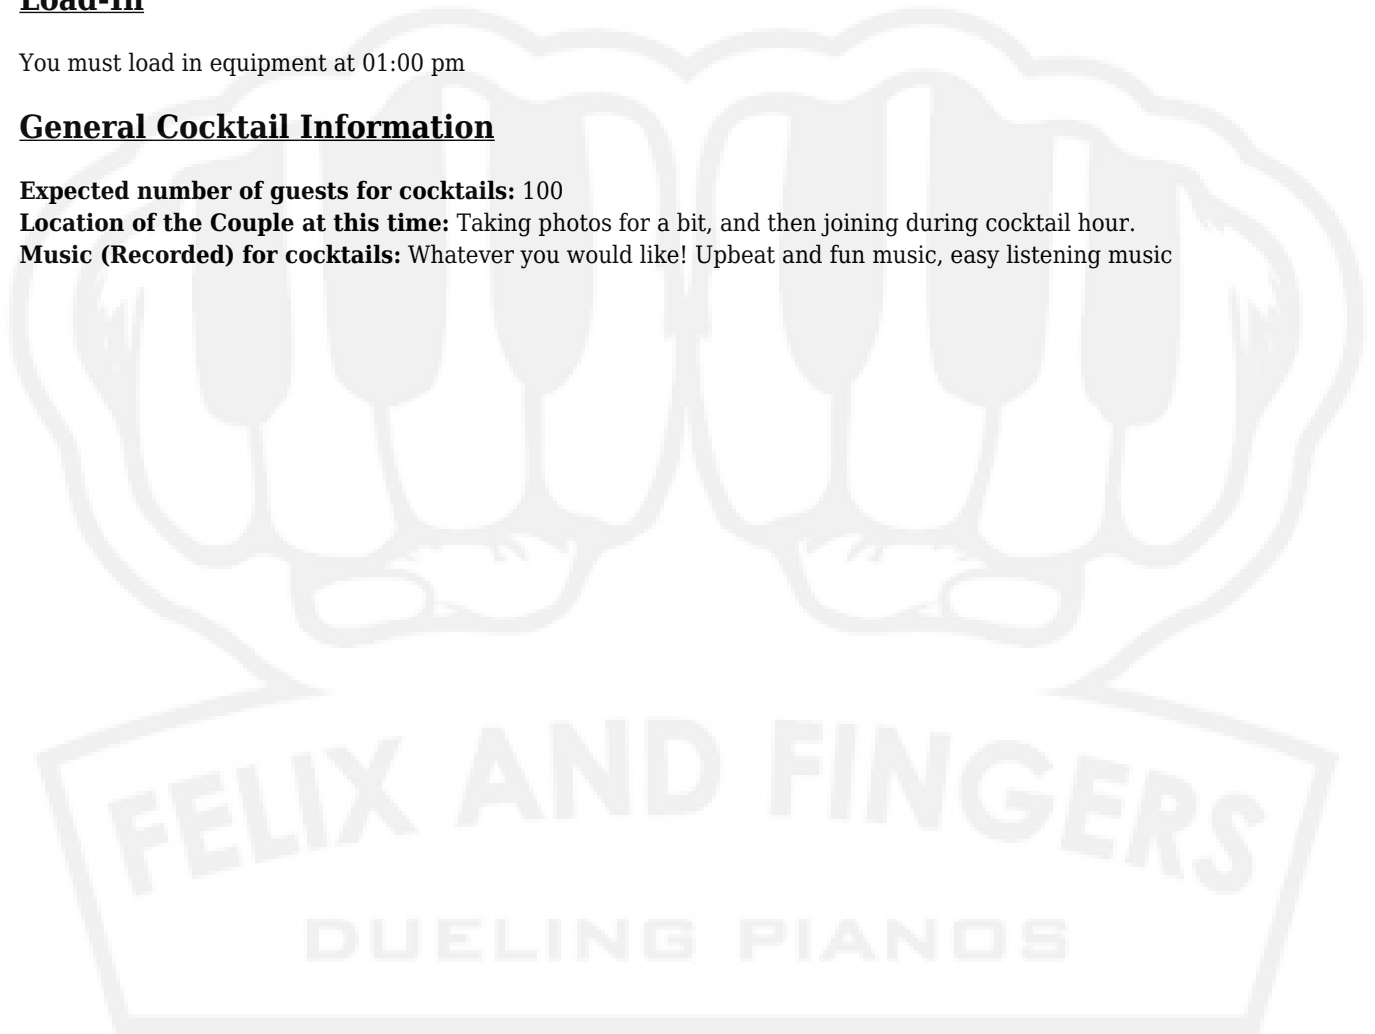 Load-In
You must load in equipment at 01:00 pm
General Cocktail Information
Expected number of guests for cocktails: 100
Location of the Couple at this time: Taking photos for a bit, and then joining during cocktail hour.
Music (Recorded) for cocktails: Whatever you would like! Upbeat and fun music, easy listening music
FELIX AND FINGERS
DUELING PIANOS